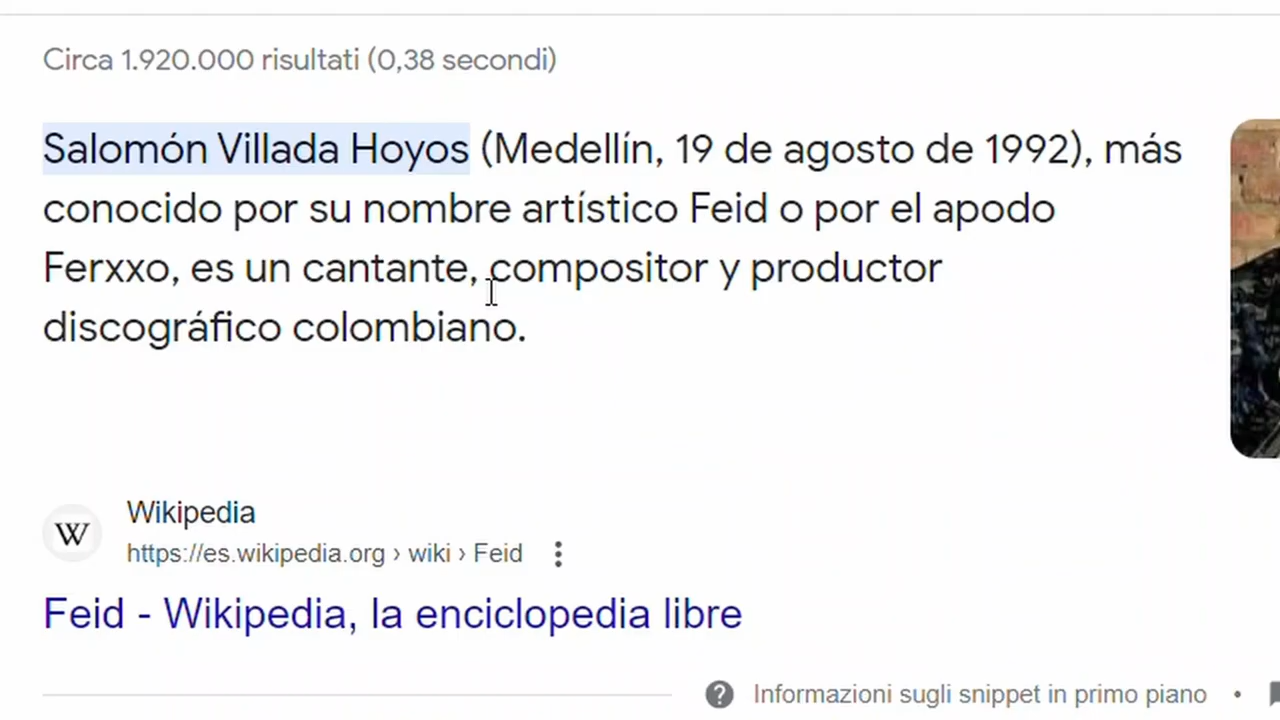 Circa 1.920.000 risultati (0,38 secondi)
Salomón Villada Hoyos (Medellín, 19 de agosto de 1992), más
conocido por su nombre artístico Feid o por el apodo
Ferxxo, es un cantante, compositor y productor
discográfico colombiano.
W
Wikipedia
https://es.wikipedia.org › wiki › Feid
Feid - Wikipedia, la enciclopedia libre
Informazioni sugli snippet in primo piano •